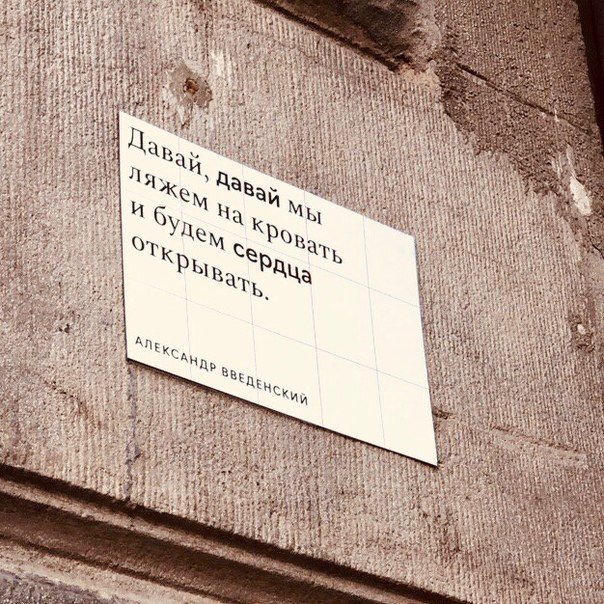 Давай, давай мы
ляжем на кровать
и будем сердца
открывать.
АЛЕКСАНДР ВВЕДЕНСКИЙ